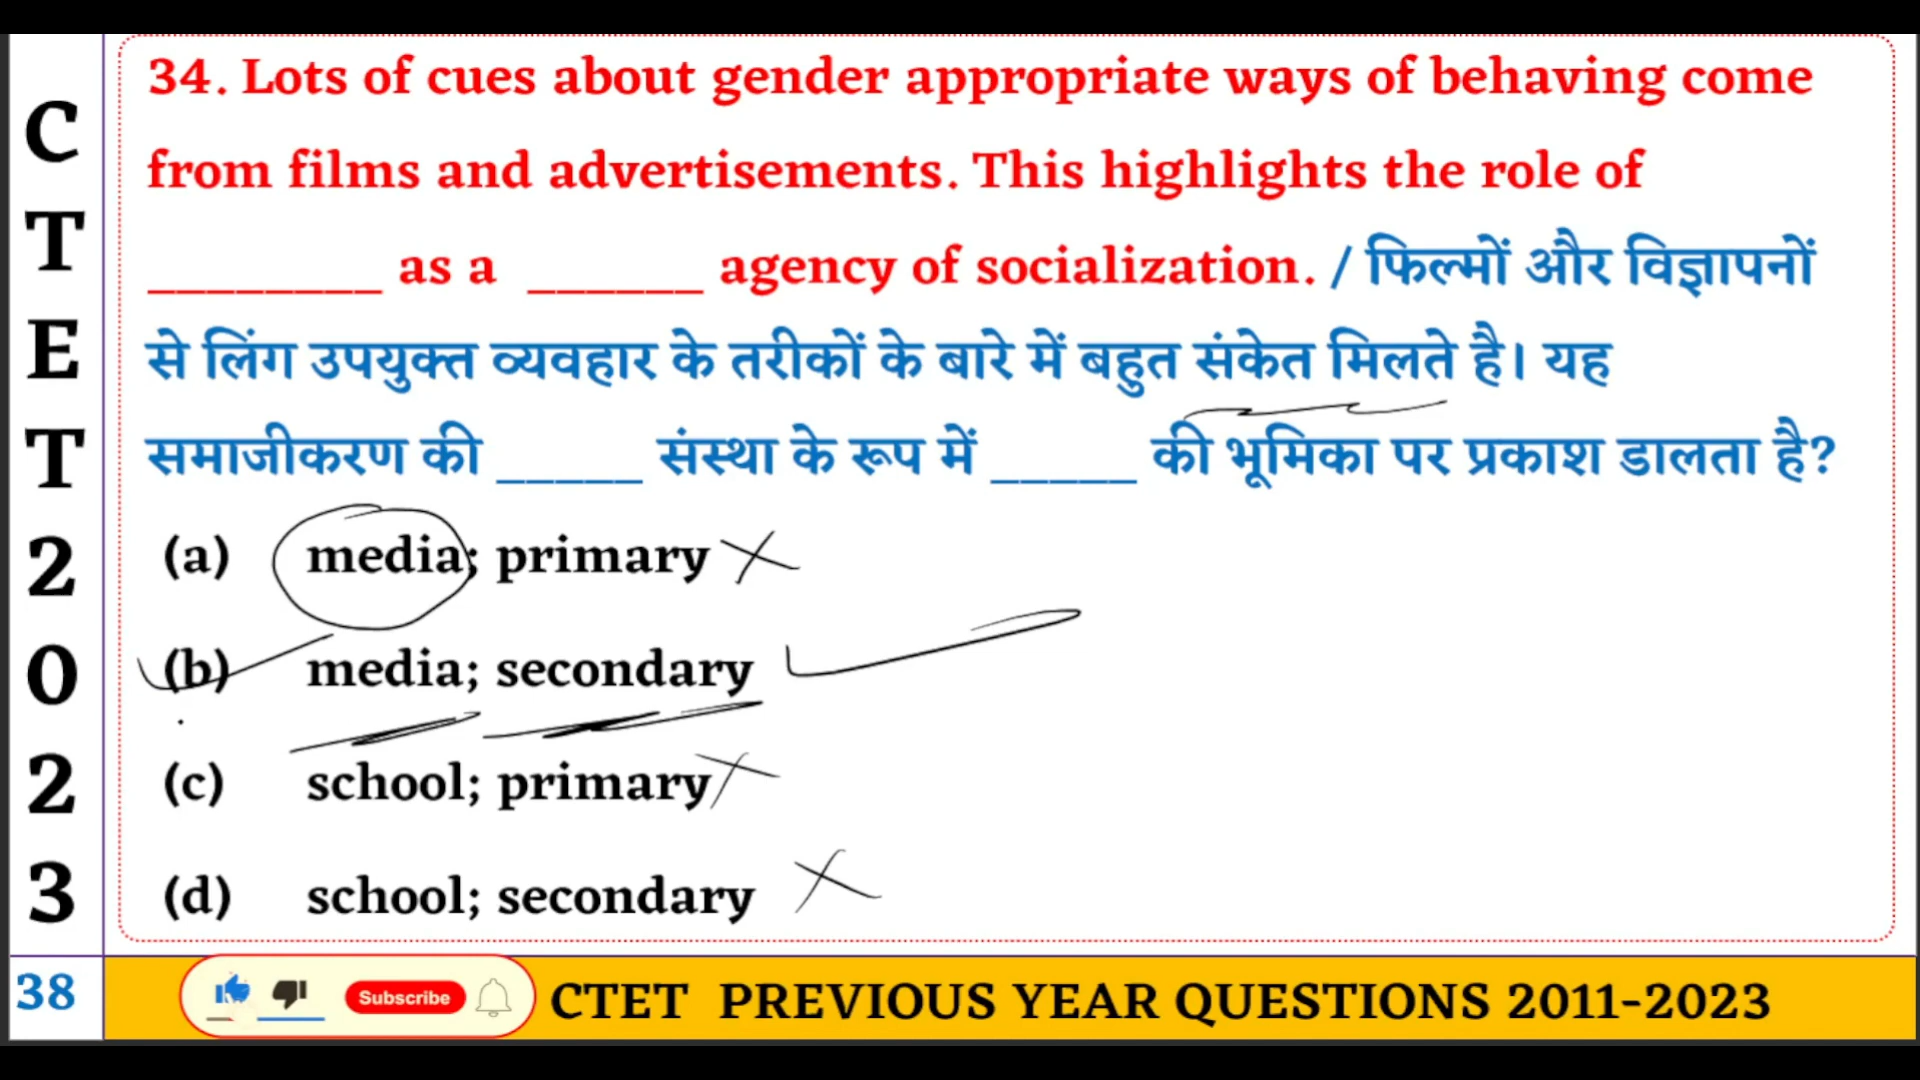 C
T
E
T
2
0
2
3
34. Lots of cues about gender appropriate ways of behaving come
from films and advertisements. This highlights the role of
________ as a ______ agency of socialization. / फिल्मों और विज्ञापनों
से लिंग उपयुक्त व्यवहार के तरीकों के बारे में बहुत संकेत मिलते है। यह
समाजीकरण की _____ संस्था के रूप में _____ की भूमिका पर प्रकाश डालता है?
(a) media; primary
(b) media; secondary
(c) school; primary
(d) school; secondary
38
Subscribe
CTET PREVIOUS YEAR QUESTIONS 2011-2023